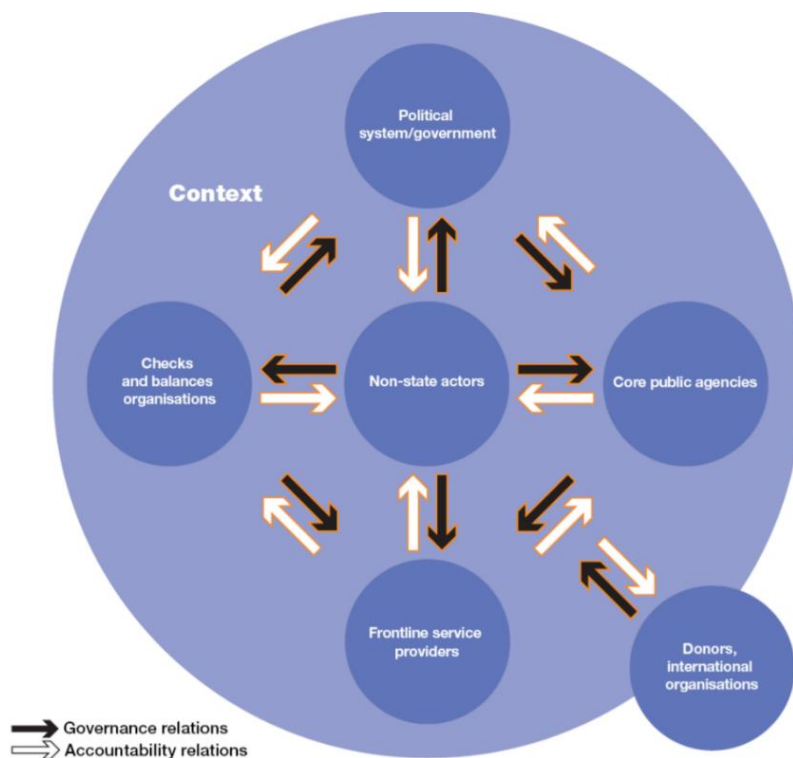 Political
system/government
Context
Checks
and balances
organisations
Non-state actors
Core public agencies
Frontline service
providers
Donors,
international
organisations
Governance relations
Accountability relations